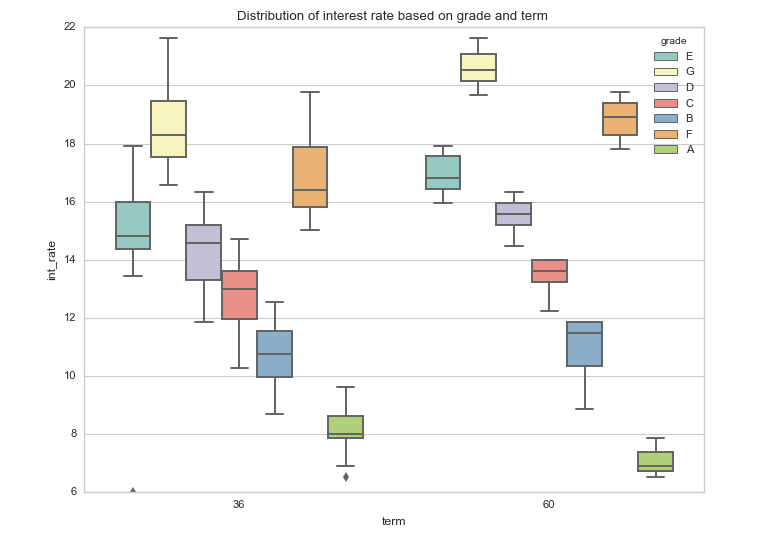 Distribution of interest rate based on grade and term
22
20
18
16
14
12
10
8
6
int_rate
36
60
term
grade
E
G
D
C
B
F
A